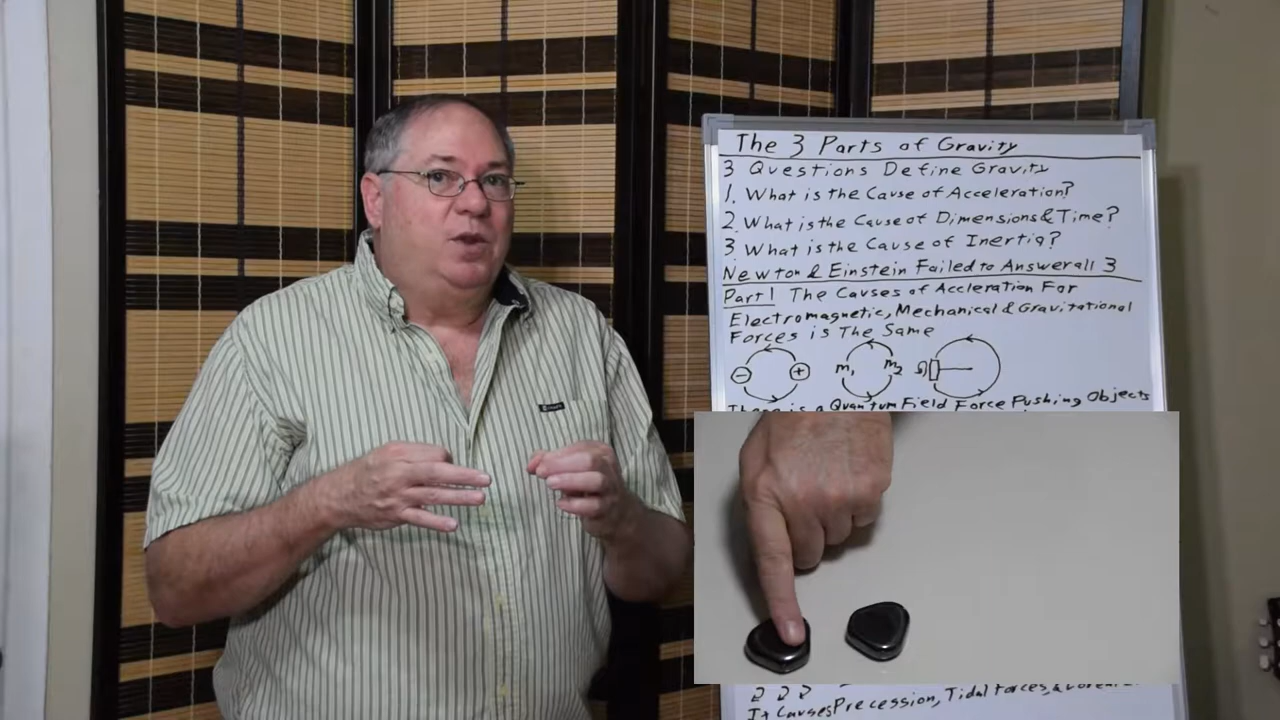 The 3 Parts of Gravity
3 Questions Define Gravity
1. What is the Cause of Acceleration?
2. What is the Cause of Dimensions & Time?
3. What is the Cause of Inertia?
Newton & Einstein Failed to Answer all 3
Part 1 The Causes of Accleration For
Electromagnetic, Mechanical & Gravitational
Forces is The Same
- +
m1 m2
There is a Quantum Field Force Pushing Objects
It Causes Precession, Tidal Forces, &